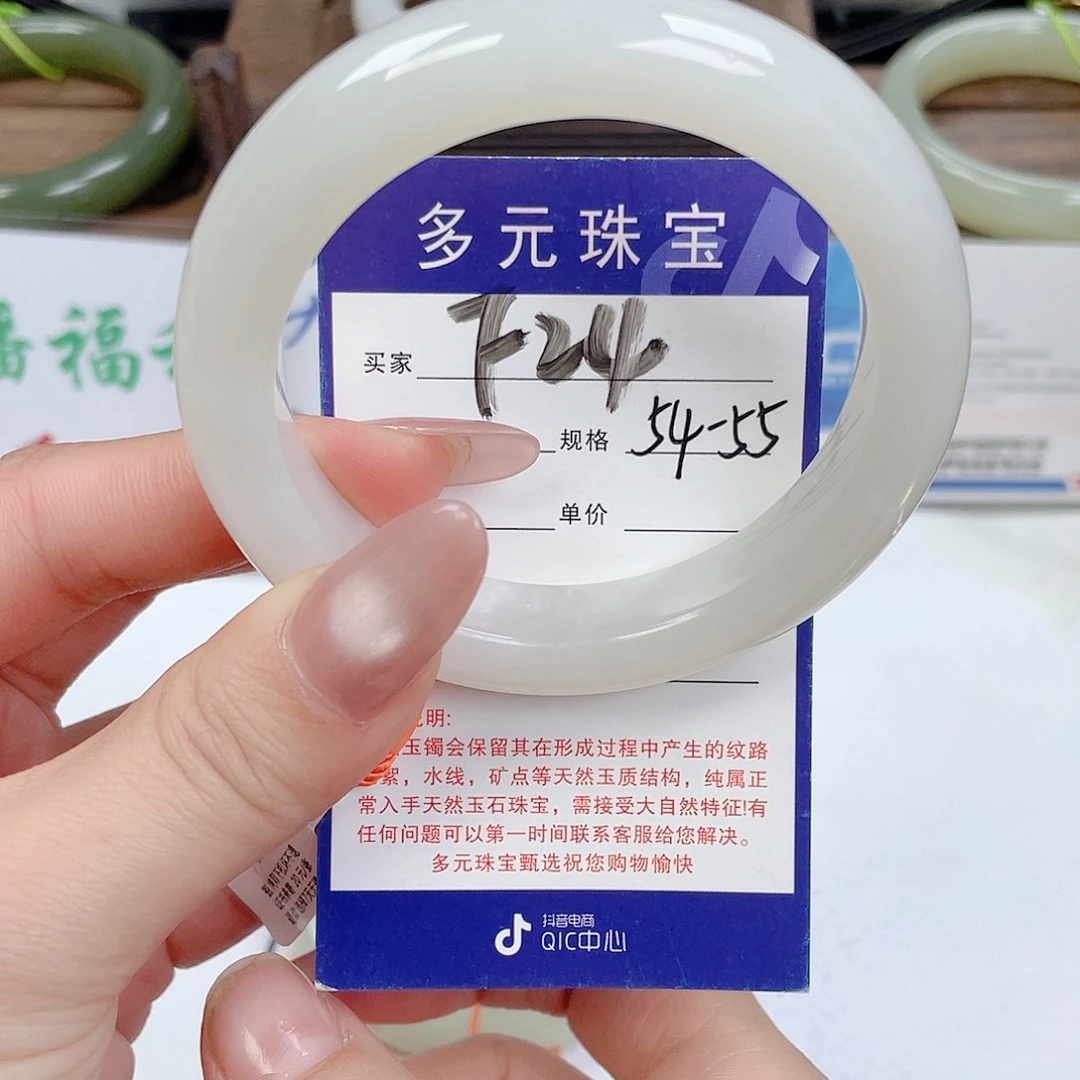 多元珠宝
买家 F24
规格 54-55
单价
明:
玉镯会保留其在形成过程中产生的纹路
絮，水线，矿点等天然玉质结构，纯属正
常入手天然玉石珠宝，需接受大自然特征!有
任何问题可以第一时间联系客服给您解决。
多元珠宝甄选祝您购物愉快
抖音电商
QIC中心
福